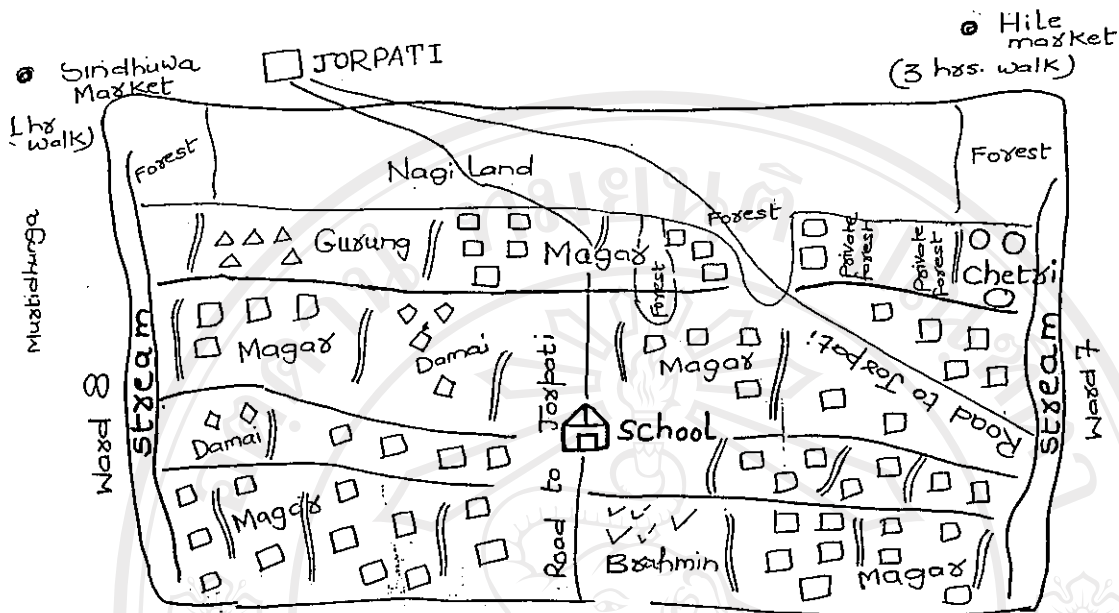 Hile
market
(3 hrs. walk)
JORPATI
Sindhuwa
Market
(1 hr
walk)
Forest
Nagi Land
Forest
Forest
Gurung
Magar
Forest
Private
forest
Private
forest
Chetri
Murtidhunga
Magar
Damai
Magar
Road to Jorpati
Stream
Ward 8
Stream
Ward 7
Damai
School
Road to Jorpati
Magar
Brahmin
Magar